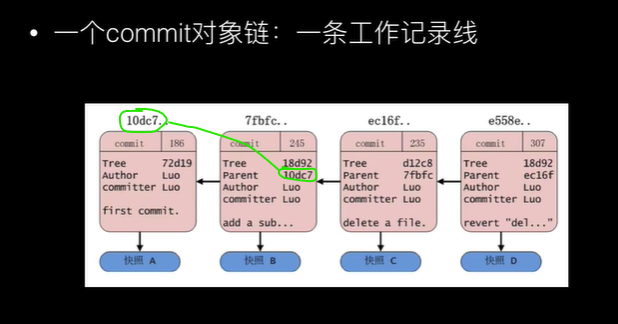 • 一个commit对象链：一条工作记录线
10dc7..
commit 186
Tree 72d19
Author Luo
committer Luo
first commit.
快照 A
7fbfc..
commit 245
Tree 18d92
Parent 10dc7
Author Luo
committer Luo
add a sub...
快照 B
ec16f..
commit 235
Tree d12c8
Parent 7fbfc
Author Luo
committer Luo
delete a file.
快照 C
e558e..
commit 307
Tree 18d92
Parent ec16f
Author Luo
committer Luo
revert "del..."
快照 D